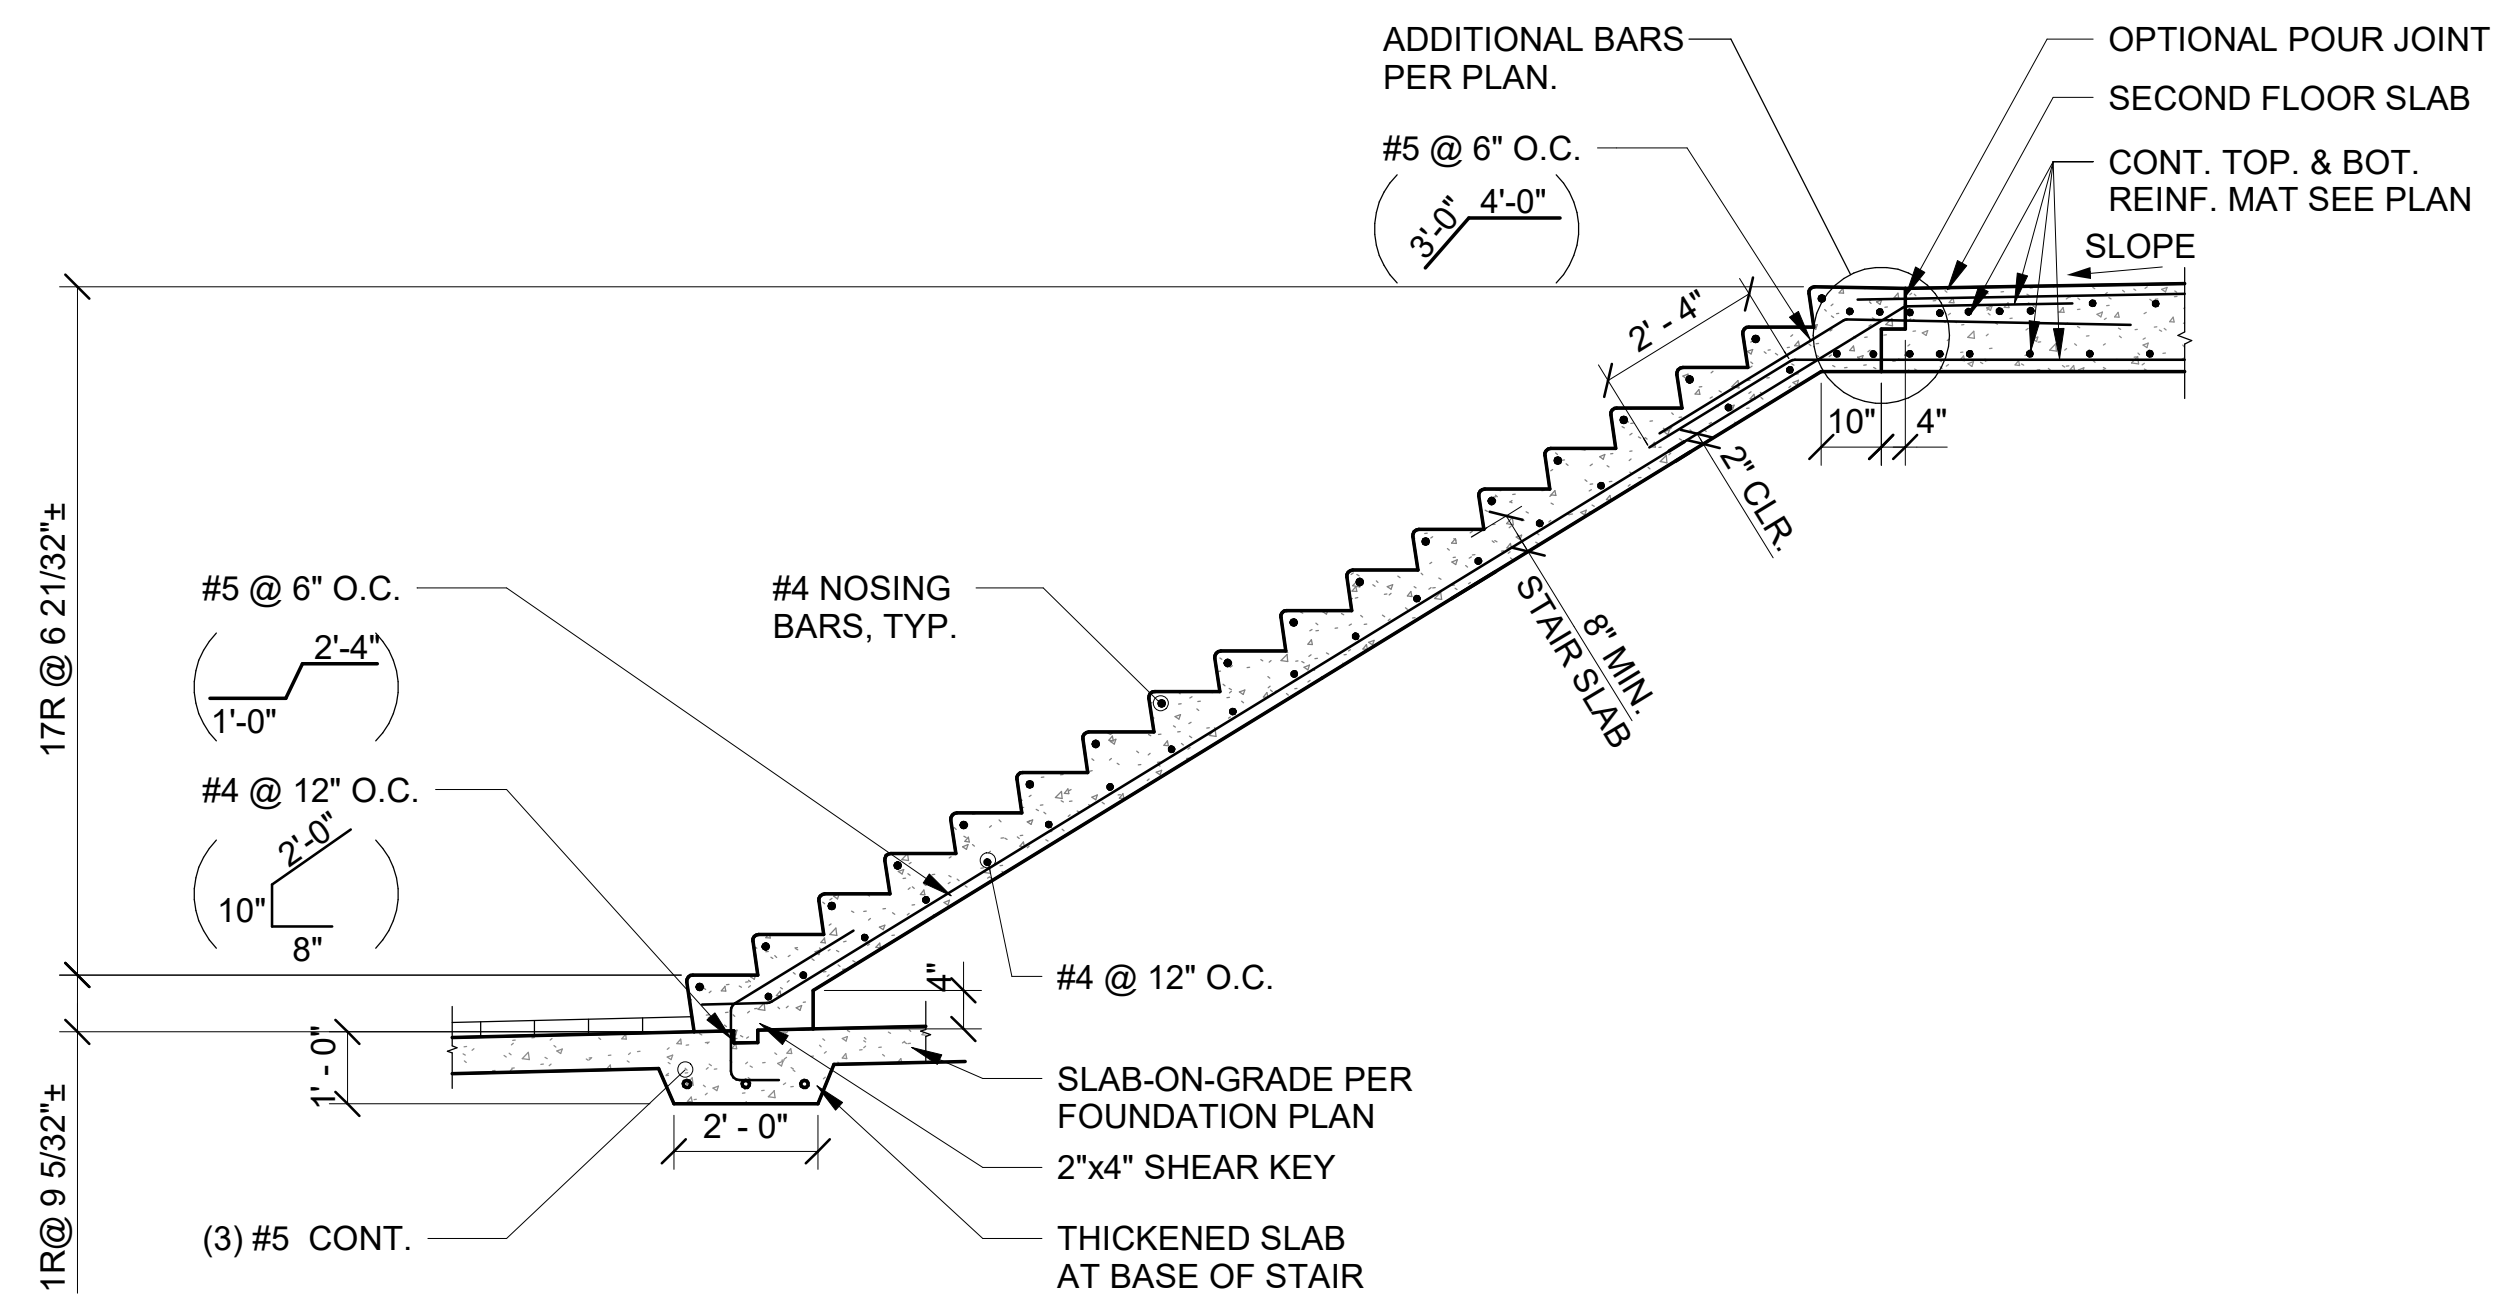 ADDITIONAL BARS
PER PLAN.
OPTIONAL POUR JOINT
SECOND FLOOR SLAB
#5 @ 6" O.C.
CONT. TOP. & BOT.
REINF. MAT SEE PLAN
3'-0"
4'-0"
SLOPE
2' - 4"
10"
4"
2" CLR.
17R @ 6 21/32"±
#5 @ 6" O.C.
2'-4"
1'-0"
#4 NOSING
BARS, TYP.
8" MIN.
STAIR SLAB
#4 @ 12" O.C.
2'-0"
10"
8"
4"
#4 @ 12" O.C.
1' - 0"
SLAB-ON-GRADE PER
FOUNDATION PLAN
2' - 0"
2"x4" SHEAR KEY
1R@ 9 5/32"±
(3) #5 CONT.
THICKENED SLAB
AT BASE OF STAIR